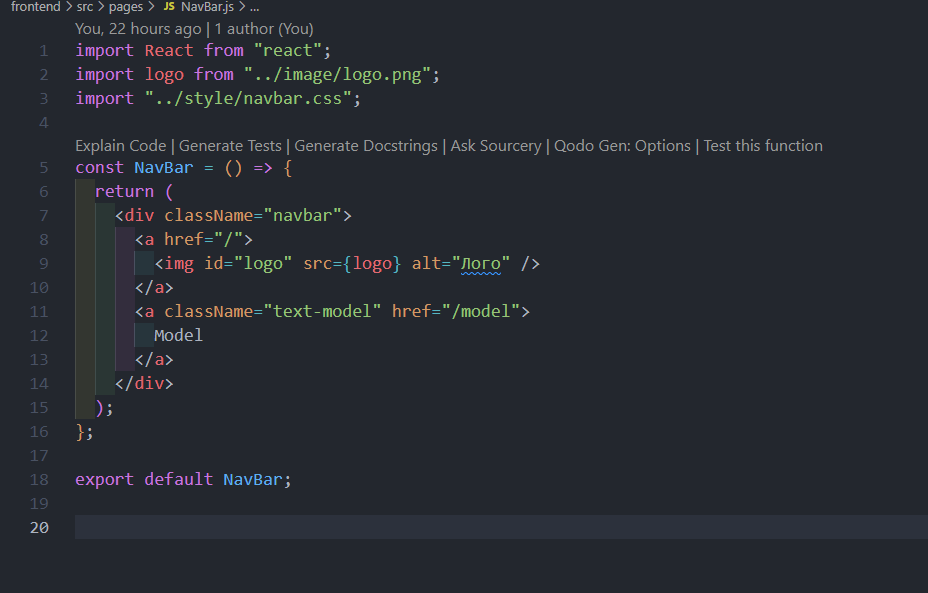 frontend > src > pages > JS NavBar.js > ...
You, 22 hours ago | 1 author (You)
1 import React from "react";
2 import logo from "../image/logo.png";
3 import "../style/navbar.css";
4
Explain Code | Generate Tests | Generate Docstrings | Ask Sourcery | Qodo Gen: Options | Test this function
5 const NavBar = () => {
6   return (
7     <div className="navbar">
8       <a href="/">
9         <img id="logo" src={logo} alt="Лого" />
10       </a>
11       <a className="text-model" href="/model">
12         Model
13       </a>
14     </div>
15   );
16 };
17
18 export default NavBar;
19
20